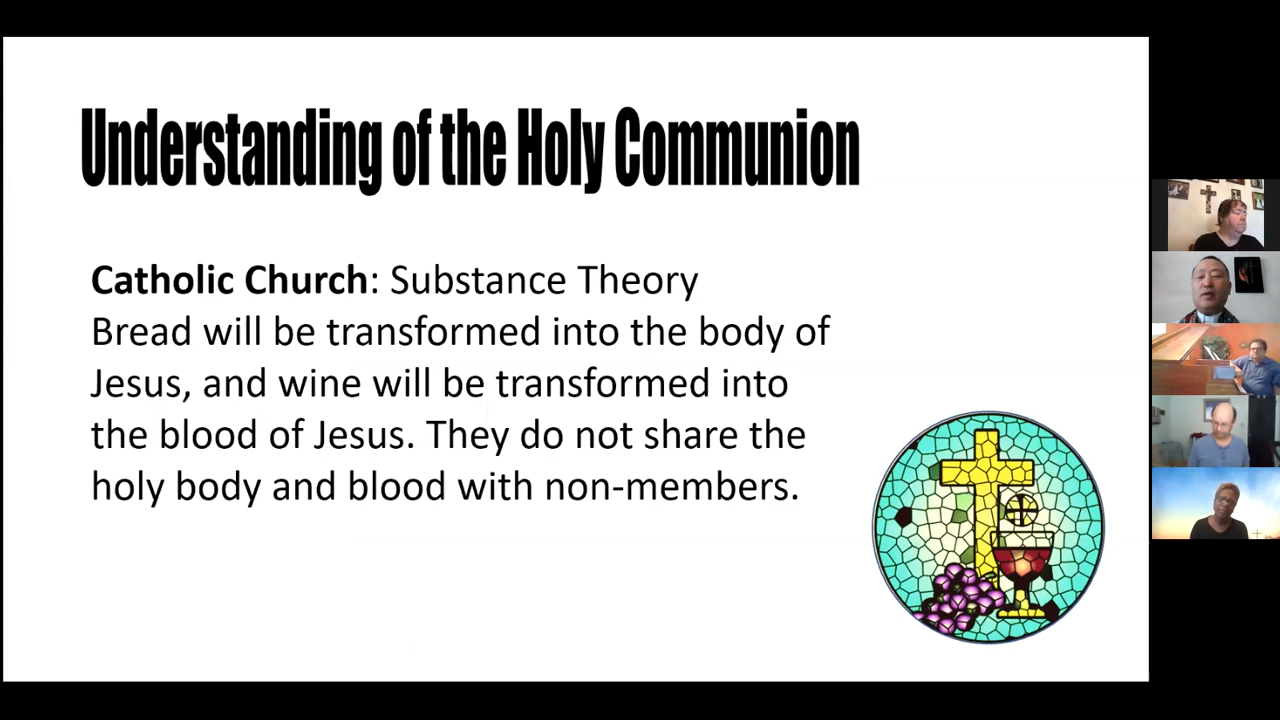 Understanding of the Holy Communion
Catholic Church: Substance Theory
Bread will be transformed into the body of
Jesus, and wine will be transformed into
the blood of Jesus. They do not share the
holy body and blood with non-members.